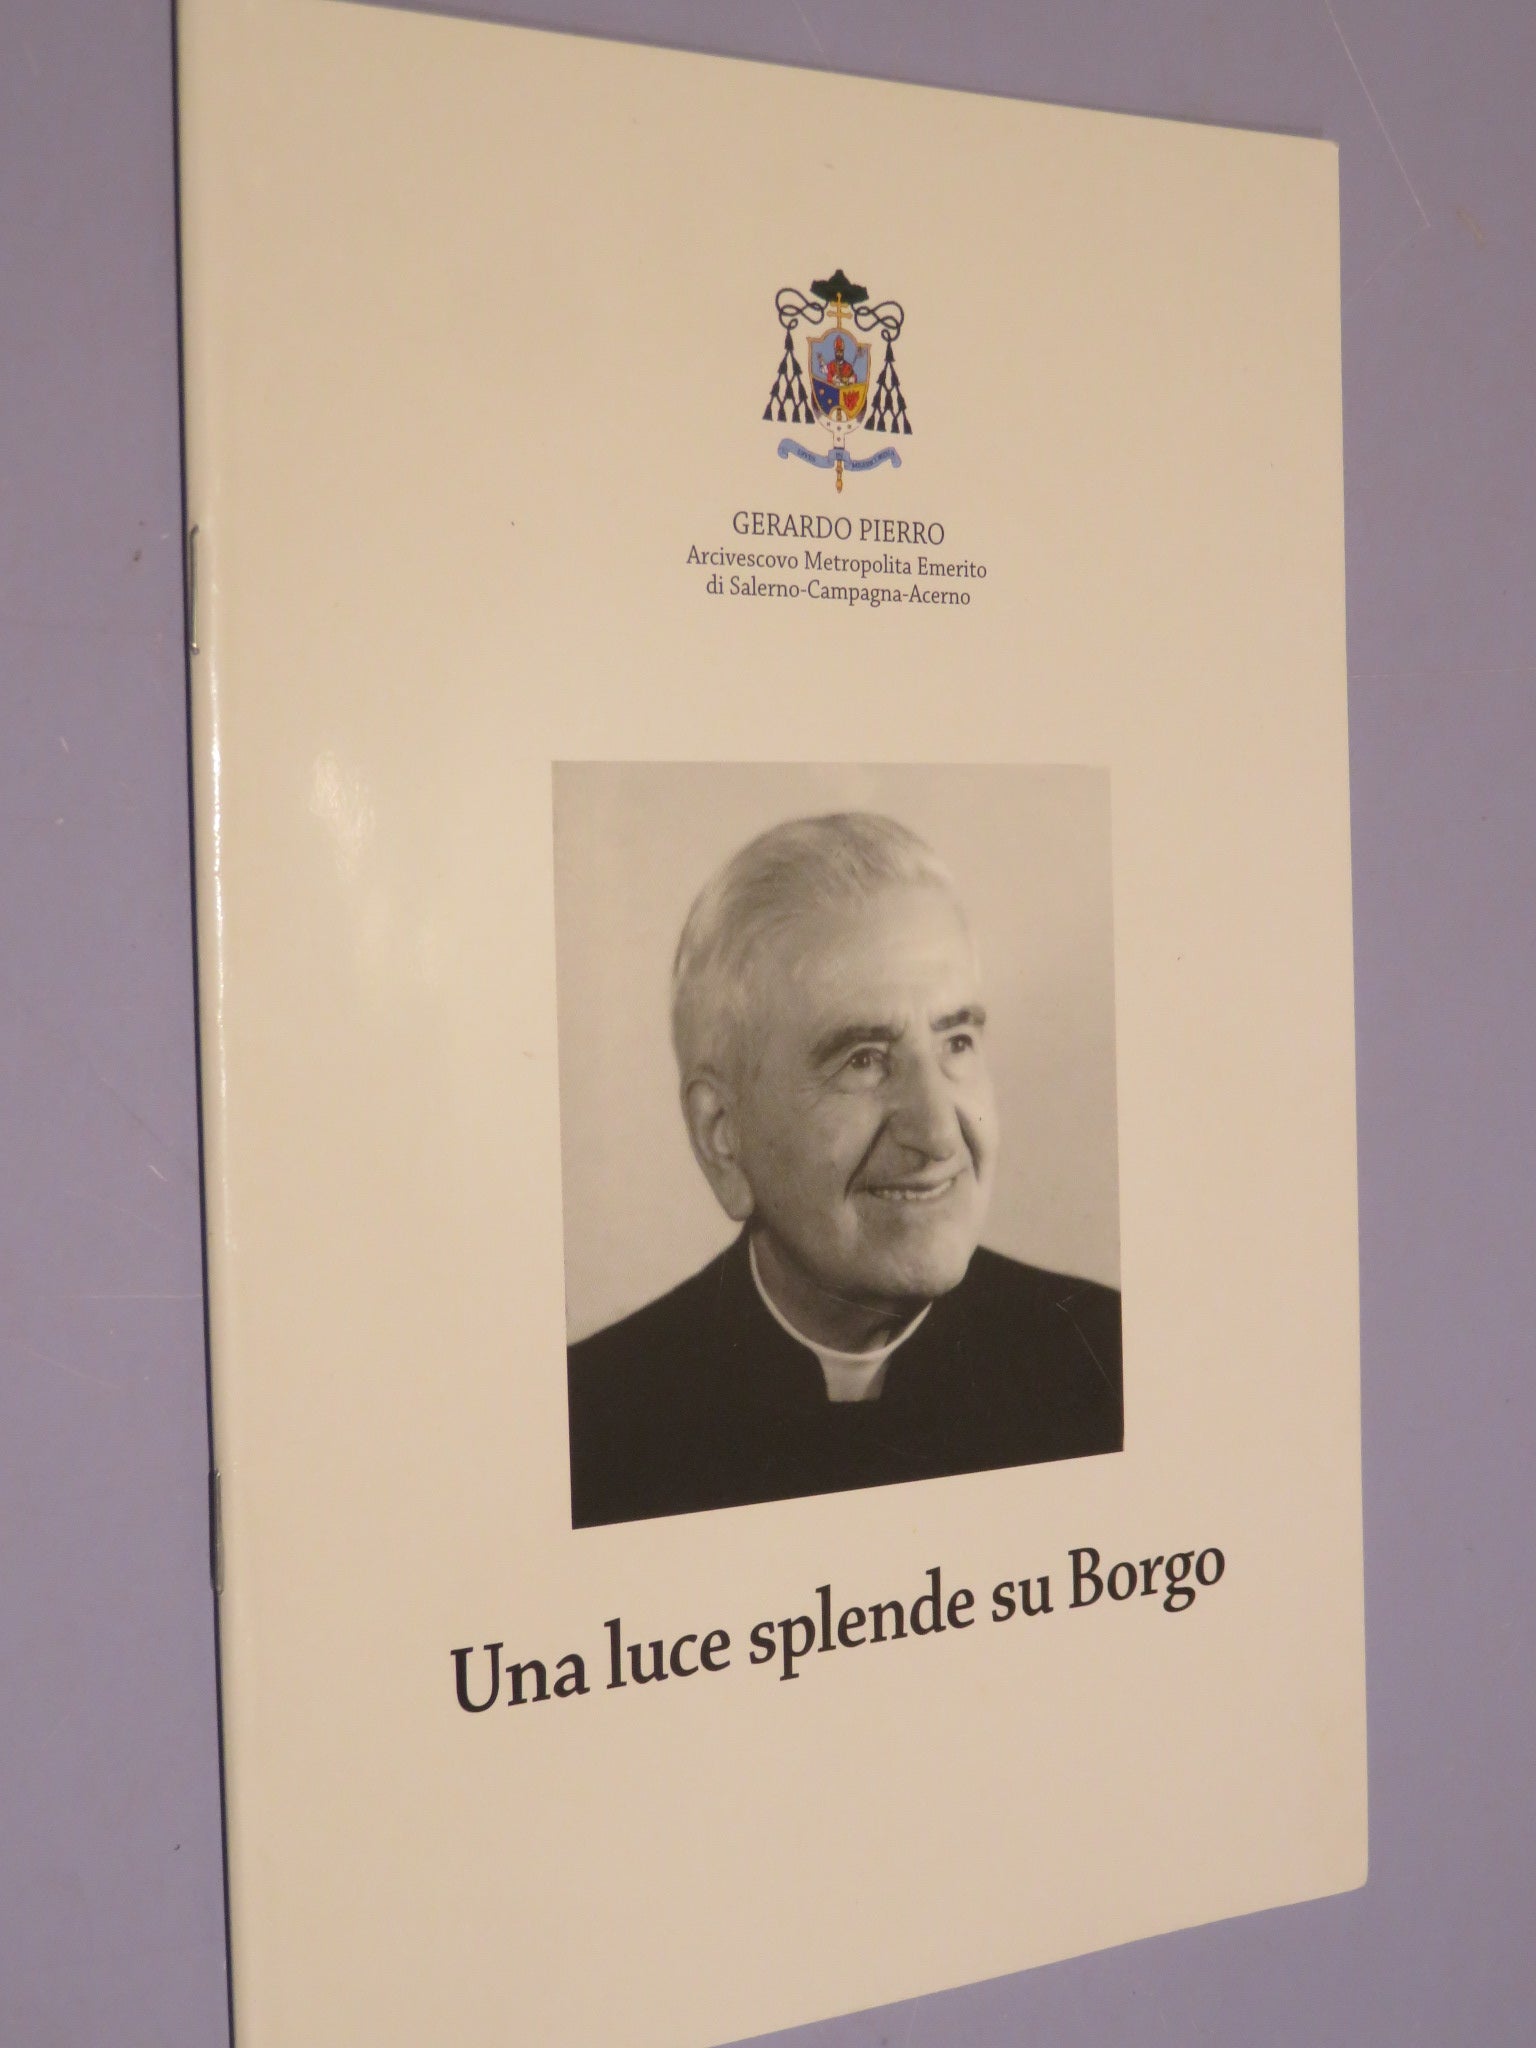 GERARDO PIERRO
Arcivescovo Metropolita Emerito
di Salerno-Campagna-Acerno
Una luce splende su Borgo